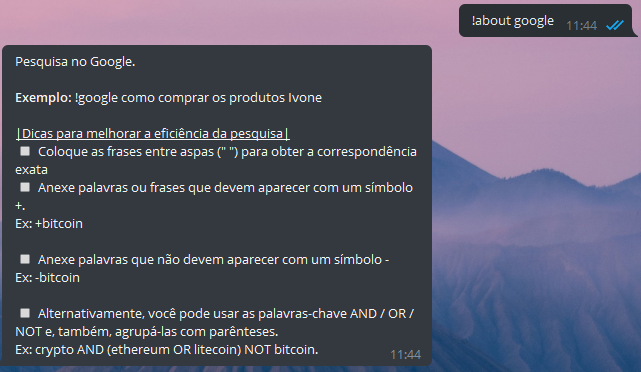 !about google
11:44
Pesquisa no Google.
Exemplo: !google como comprar os produtos Ivone
|Dicas para melhorar a eficiência da pesquisa|
Coloque as frases entre aspas (" ") para obter a correspondência
exata
Anexe palavras ou frases que devem aparecer com um símbolo
+.
Ex: +bitcoin
Anexe palavras que não devem aparecer com um símbolo -
Ex: -bitcoin
Alternativamente, você pode usar as palavras-chave AND / OR /
NOT e, também, agrupá-las com parênteses.
Ex: crypto AND (ethereum OR litecoin) NOT bitcoin.
11:44